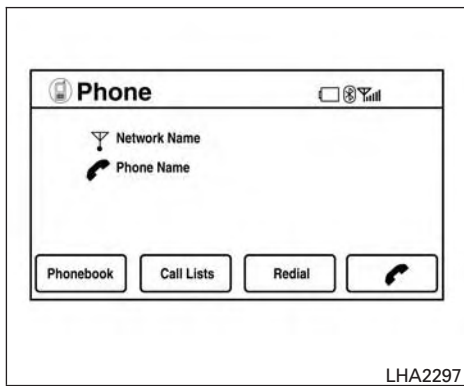 Phone
Network Name
Phone Name
Phonebook Call Lists Redial
LHA2297